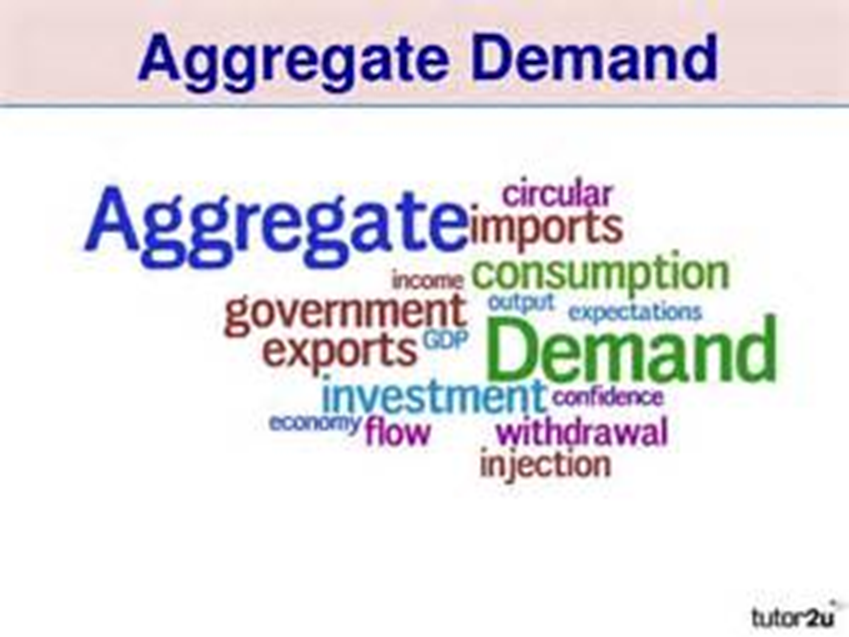 Aggregate Demand
circular
Aggregate imports
income consumption
government output expectations
exports GDP Demand
investment confidence
economy flow withdrawal
injection
tutor2u